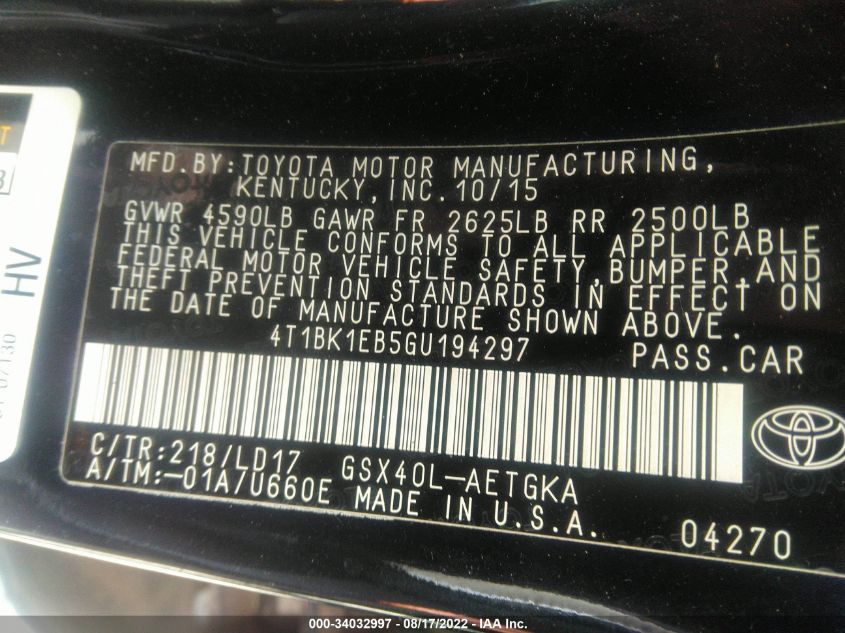 MFD.BY:TOYOTA MOTOR MANUFACTURING,
KENTUCKY,INC.10/15
GVWR 4590LB GAWR FR 2625LB RR 2500LB
THIS VEHICLE CONFORMS TO ALL APPLICABLE
FEDERAL MOTOR VEHICLE SAFETY,BUMPER,AND
THEFT PREVENTION STANDARDS IN EFFECT ON
THE DATE OF MANUFACTURE SHOWN ABOVE.
4T1BK1EB5GU194297 PASS.CAR
C/TR:218/LD17 GSX40L-AETGKA
A/TM:-01A/U660E MADE IN U.S.A. 04270
HV
000-34032997 - 08/17/2022 - IAA Inc.